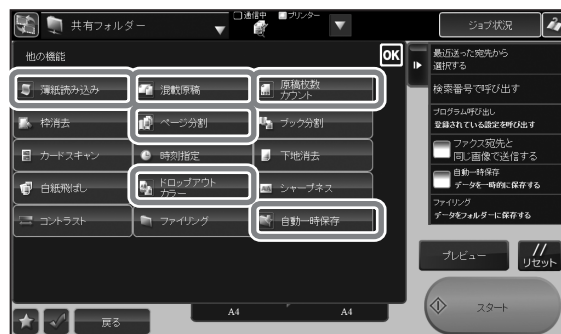 共有フォルダー
通信中
プリンター
ジョブ状況
他の機能
OK
薄紙読み込み
混載原稿
原稿枚数
カウント
枠消去
ページ分割
ブック分割
カードスキャン
時刻指定
下地消去
白紙飛ばし
ドロップアウト
カラー
シャープネス
コントラスト
ファイリング
自動一時保存
最近送った宛先から
選択する
検索番号で呼び出す
プログラム呼び出し
登録されている設定を呼び出す
ファクス宛先と
同じ画像で送信する
自動一時保存
データを一時的に保存する
ファイリング
データをフォルダーに保存する
プレビュー
リセット
スタート
戻る
A4
A4